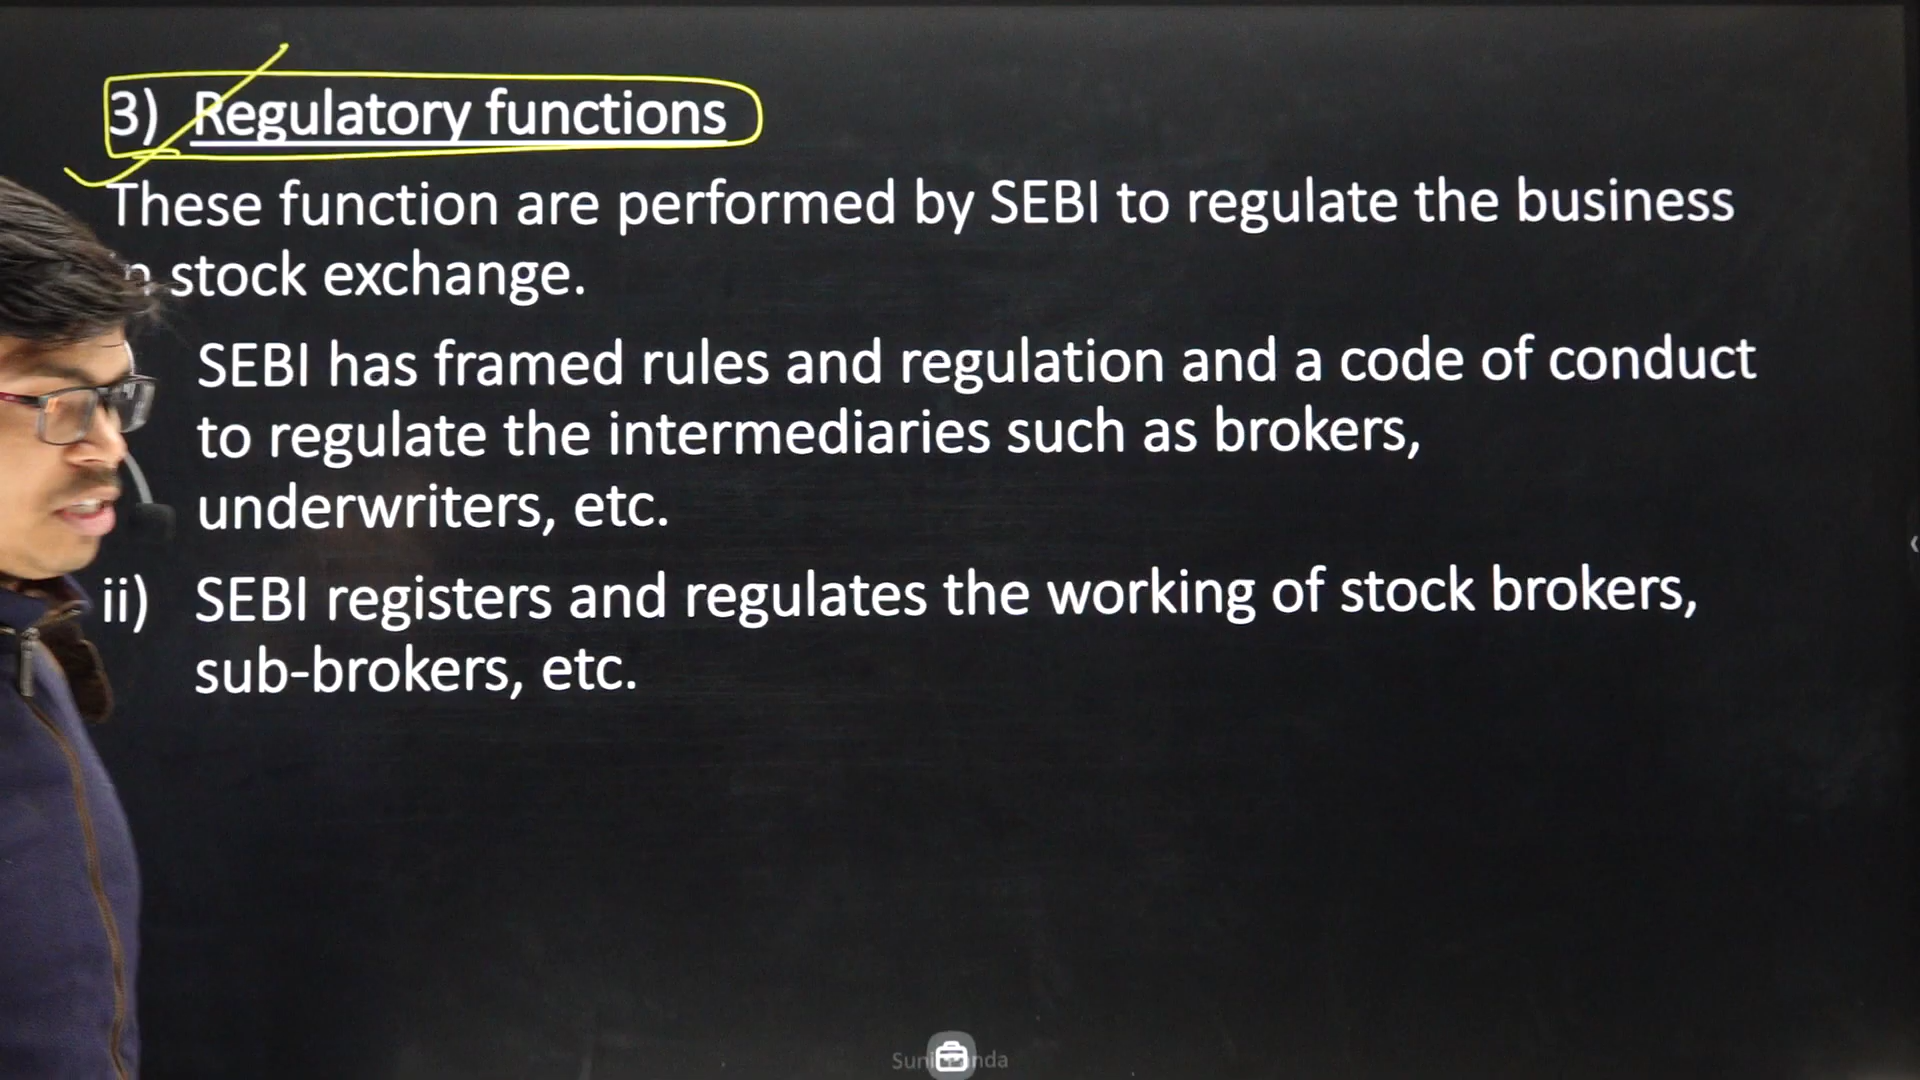 3) Regulatory functions
These function are performed by SEBI to regulate the business
stock exchange.
SEBI has framed rules and regulation and a code of conduct
to regulate the intermediaries such as brokers,
underwriters, etc.
ii) SEBI registers and regulates the working of stock brokers,
sub-brokers, etc.